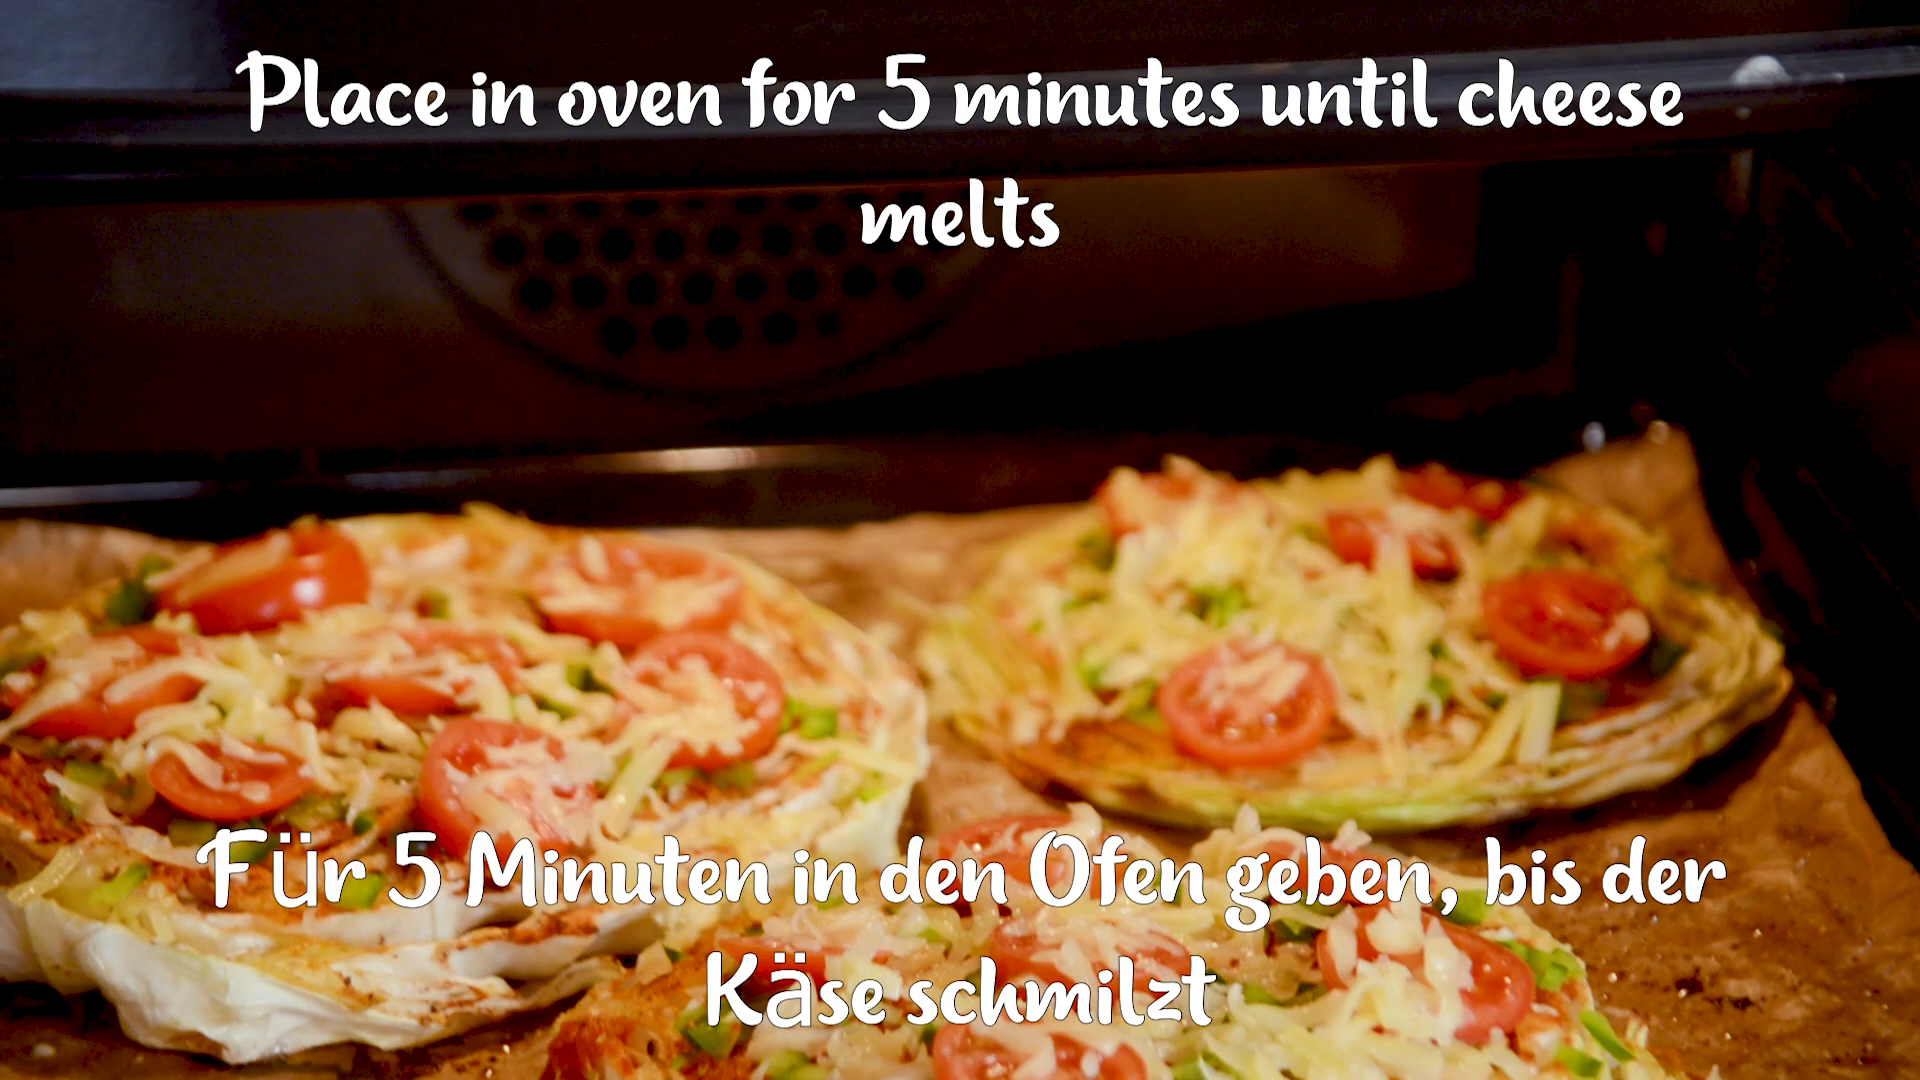 Place in oven for 5 minutes until cheese
melts
Für 5 Minuten in den Ofen geben, bis der
Käse schmilzt